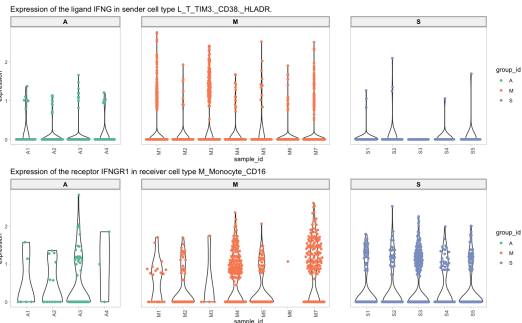 Expression of the ligand IFNG in sender cell type L_T_TIM3._CD38._HLADR.
A M S
expression
2
1
0
A1 A2 A3 A4 M1 M2 M3 M4 M5 M6 M7 S1 S2 S3 S4 S5
sample_id
group_id
A
M
S
Expression of the receptor IFNGR1 in receiver cell type M_Monocyte_CD16
A M S
expression
2
1
0
A1 A2 A3 A4 M1 M2 M3 M4 M5 M6 M7 S1 S2 S3 S4 S5
sample_id
group_id
A
M
S